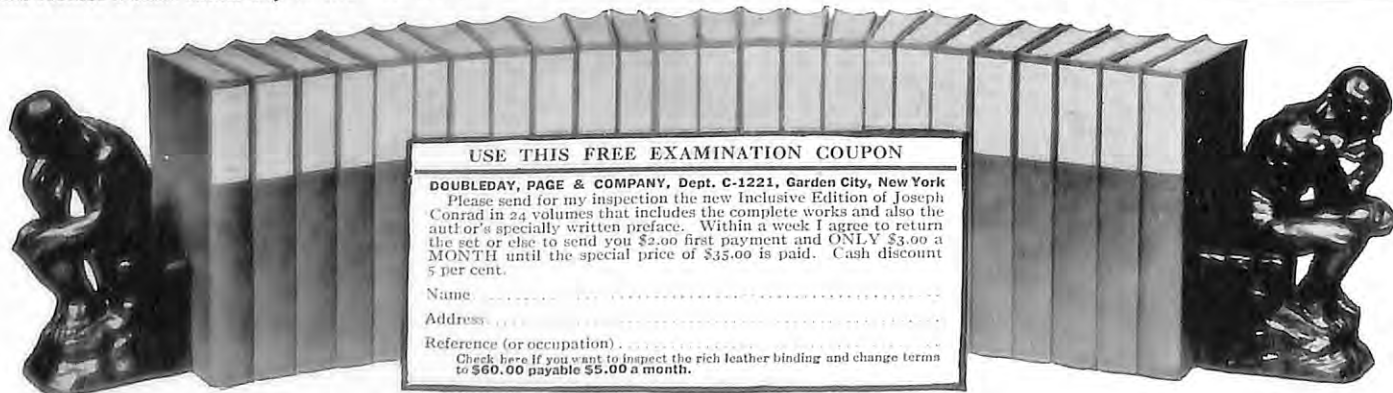 USE THIS FREE EXAMINATION COUPON
DOUBLEDAY, PAGE & COMPANY, Dept. C-1221, Garden City, New York
Please send for my inspection the new Inclusive Edition of Joseph
Conrad in 24 volumes that includes the complete works and also the
autl or's specially written preface. Within a week I agree to return
the set or else to send you $2.00 first payment and ONLY $3.00 a
MONTH until the special price of $35.00 is paid. Cash discount
5 per cent.
Name
Address
Reference (or occupation)
Check here If you want to inspect the rich leather binding and change terms
to $60.00 payable $5.00 a month.